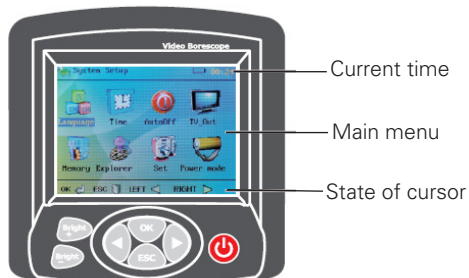 Video Borescope
System Setup
Current time
Language Time AutoOff TV_Out
Main menu
Memory Explorer Set Power mode
OK ESC LEFT RIGHT
State of cursor
Bright +
OK
Bright -
ESC